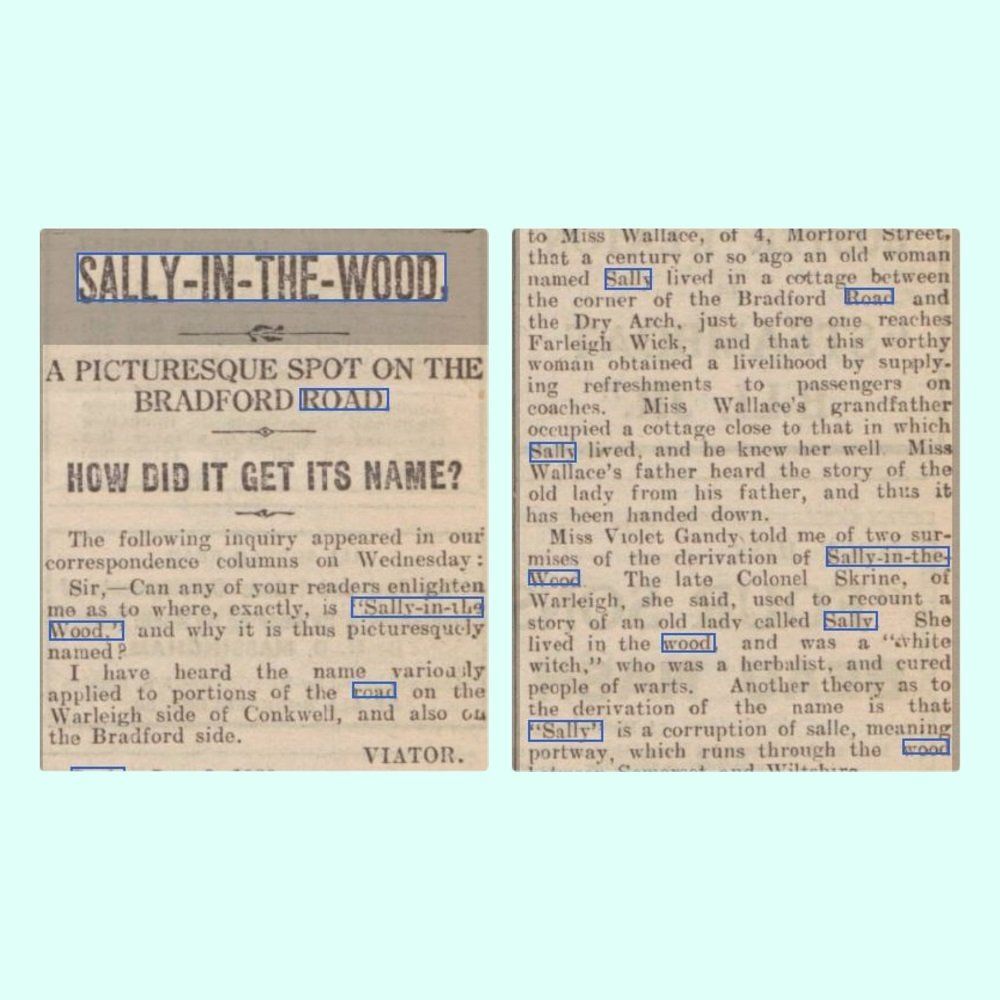 SALLY-IN-THE-WOOD.
A PICTURESQUE SPOT ON THE
BRADFORD ROAD.
HOW DID IT GET ITS NAME?
The following inquiry appeared in our
correspondence columns on Wednesday:
Sir,—Can any of your readers enlighten
me as to where, exactly, is "Sally-in-the
Wood," and why it is thus picturesquely
named?
I have heard the name variously
applied to portions of the road on the
Warleigh side of Conkwell, and also on
the Bradford side.
VIATOR.
to Miss Wallace, of 4, Morford Street,
that a century or so ago an old woman
named Sally lived in a cottage between
the corner of the Bradford Road and
the Dry Arch, just before one reaches
Farleigh Wick, and that this worthy
woman obtained a livelihood by supply-
ing refreshments to passengers on
coaches. Miss Wallace's grandfather
occupied a cottage close to that in which
Sally lived, and he knew her well. Miss
Wallace's father heard the story of the
old lady from his father, and thus it
has been handed down.
Miss Violet Gandy told me of two sur-
mises of the derivation of Sally-in-the-
Wood. The late Colonel Skrine, of
Warleigh, she said, used to recount a
story of an old lady called Sally. She
lived in the wood, and was a "white
witch," who was a herbalist, and cured
people of warts. Another theory as to
the derivation of the name is that
"Sally" is a corruption of salle, meaning
portway, which runs through the wood
between Somerset and Wiltshire.